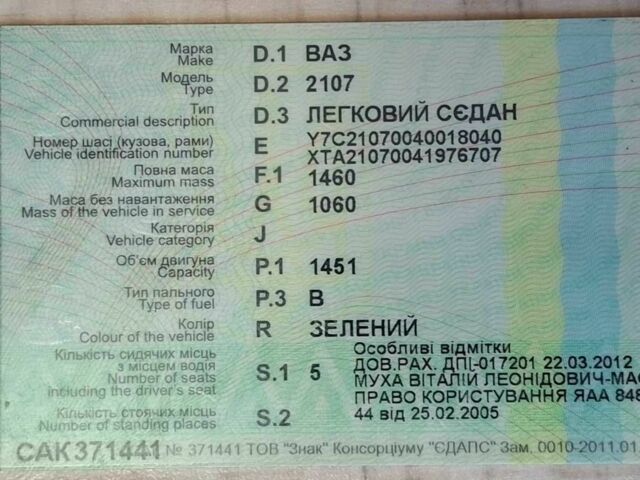 Марка
Make
D.1 ВАЗ
Модель
Type
D.2 2107
Тип
Commercial description
D.3 ЛЕГКОВИЙ СЄДАН
Номер шасі (кузова, рами)
Vehicle identification number
E Y7C21070040018040
XTA21070041976707
Повна маса
Maximum mass
F.1 1460
Маса без навантаження
Mass of the vehicle in service
G 1060
Категорія
Vehicle category
J
Об'єм двигуна
Capacity
P.1 1451
Тип пального
Type of fuel
P.3 B
Колір
Colour of the vehicle
R ЗЕЛЕНИЙ
Кількість сидячих місць
з місцем водія
Number of seats
including the driver's seat
S.1 5
Особливі відмітки
ДОВ.РАХ. ДПІ-017201 22.03.2012
МУХА ВІТАЛІЙ ЛЕОНІДОВИЧ-МАЄ
ПРАВО КОРИСТУВАННЯ ЯАА 848
44 від 25.02.2005
Кількість стоячих місць
Number of standing places
S.2
САК371441 № 371441 ТОВ "Знак" Консорціуму "ЄДАПС" Зам. 0010-2011.01.